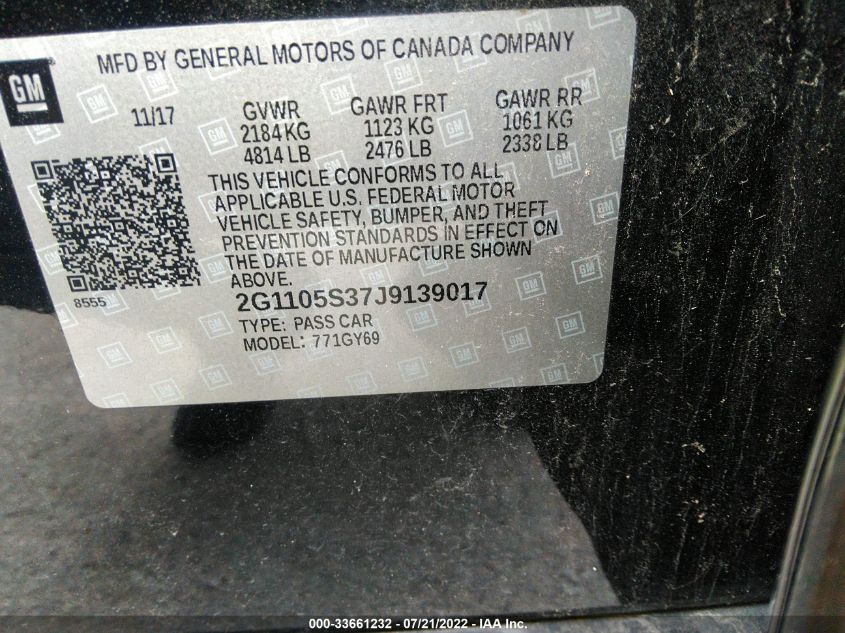 MFD BY GENERAL MOTORS OF CANADA COMPANY
GM
11/17
GVWR
2184 KG
4814 LB
GAWR FRT
1123 KG
2476 LB
GAWR RR
1061 KG
2338 LB
THIS VEHICLE CONFORMS TO ALL
APPLICABLE U.S. FEDERAL MOTOR
VEHICLE SAFETY, BUMPER, AND THEFT
PREVENTION STANDARDS IN EFFECT ON
THE DATE OF MANUFACTURE SHOWN
ABOVE.
8555
2G1105S37J9139017
TYPE: PASS CAR
MODEL: 771GY69
000-33661232 - 07/21/2022 - IAA Inc.